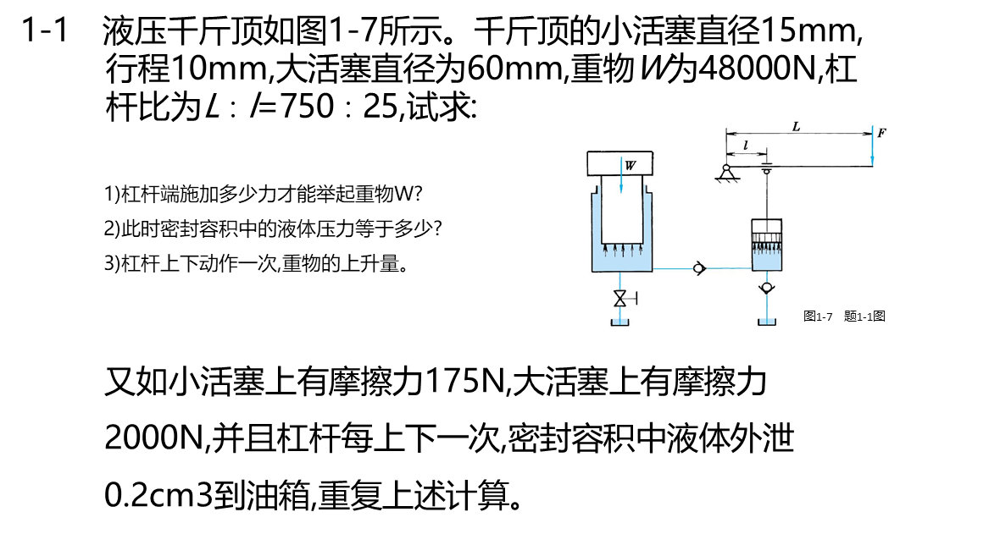 1-1 液压千斤顶如图1-7所示。千斤顶的小活塞直径15mm,
行程10mm,大活塞直径为60mm,重物W为48000N,杠
杆比为L：l=750：25,试求:
L
F
l
W
1)杠杆端施加多少力才能举起重物W?
2)此时密封容积中的液体压力等于多少?
3)杠杆上下动作一次,重物的上升量。
图1-7 题1-1图
又如小活塞上有摩擦力175N,大活塞上有摩擦力
2000N,并且杠杆每上下一次,密封容积中液体外泄
0.2cm3到油箱,重复上述计算。